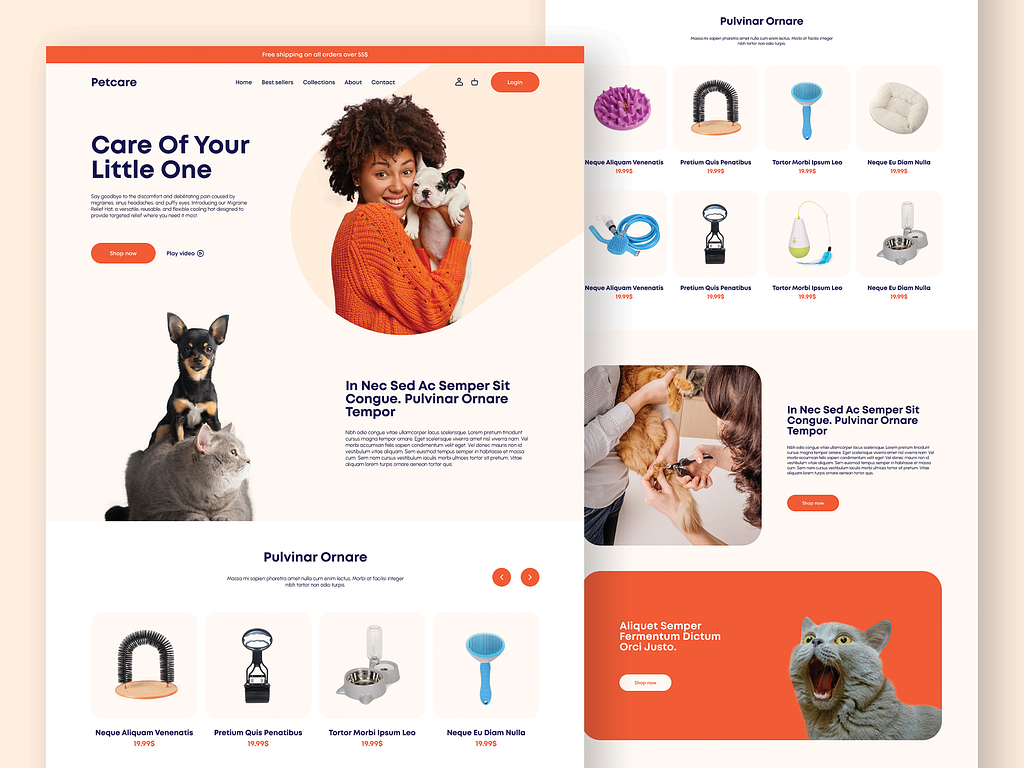 Free shipping on all orders over 55$
Petcare
Home Best sellers Collections About Contact
Login
Care Of Your
Little One
Say goodbye to the discomfort and debilitating pain caused by
migraines, sinus headaches, and puffy eyes. Introducing our Migraine
Relief Hat, a versatile, reusable, and flexible cooling hat designed to
provide targeted relief where you need it most.
Shop now
Play video
In Nec Sed Ac Semper Sit
Congue. Pulvinar Ornare
Tempor
Nibh odio congue vitae ullamcorper lacus scelerisque. Lorem pretium tincidunt
cursus magna tempor ornare. Eget scelerisque viverra amet nisl viverra nam. Vel
morbi accumsan fames sapien condimentum velit eget. Vel donec mauris non id
vestibulum vitae. Sem euismod tempus semper in habitasse et massa
cum. Sem nam cursus vestibulum iaculis morbi ultricies tortor sit pretium. Vitae
aliquam lorem turpis ornare aenean tortor quis.
Pulvinar Ornare
Massa mi sapien pharetra amet nulla cum enim lectus. Morbi at facilisi integer
nibh tortor non odio turpis.
Neque Aliquam Venenatis
19.99$
Pretium Quis Penatibus
19.99$
Tortor Morbi Ipsum Leo
19.99$
Neque Eu Diam Nulla
19.99$
Pulvinar Ornare
Massa mi sapien pharetra amet nulla cum enim lectus. Morbi at facilisi integer
nibh tortor non odio turpis.
Neque Aliquam Venenatis
19.99$
Pretium Quis Penatibus
19.99$
Tortor Morbi Ipsum Leo
19.99$
Neque Eu Diam Nulla
19.99$
Neque Aliquam Venenatis
19.99$
Pretium Quis Penatibus
19.99$
Tortor Morbi Ipsum Leo
19.99$
Neque Eu Diam Nulla
19.99$
In Nec Sed Ac Semper Sit
Congue. Pulvinar Ornare
Tempor
Nibh odio congue vitae ullamcorper lacus scelerisque. Lorem pretium tincidunt
cursus magna tempor ornare. Eget scelerisque viverra amet nisl viverra nam. Vel
morbi accumsan fames sapien condimentum velit eget. Vel donec mauris non id
vestibulum vitae. Sem euismod tempus semper in habitasse et massa
cum. Sem nam cursus vestibulum iaculis morbi ultricies tortor sit pretium. Vitae
aliquam lorem turpis ornare aenean tortor quis.
Shop now
Aliquet Semper
Fermentum Dictum
Orci Justo.
Shop now